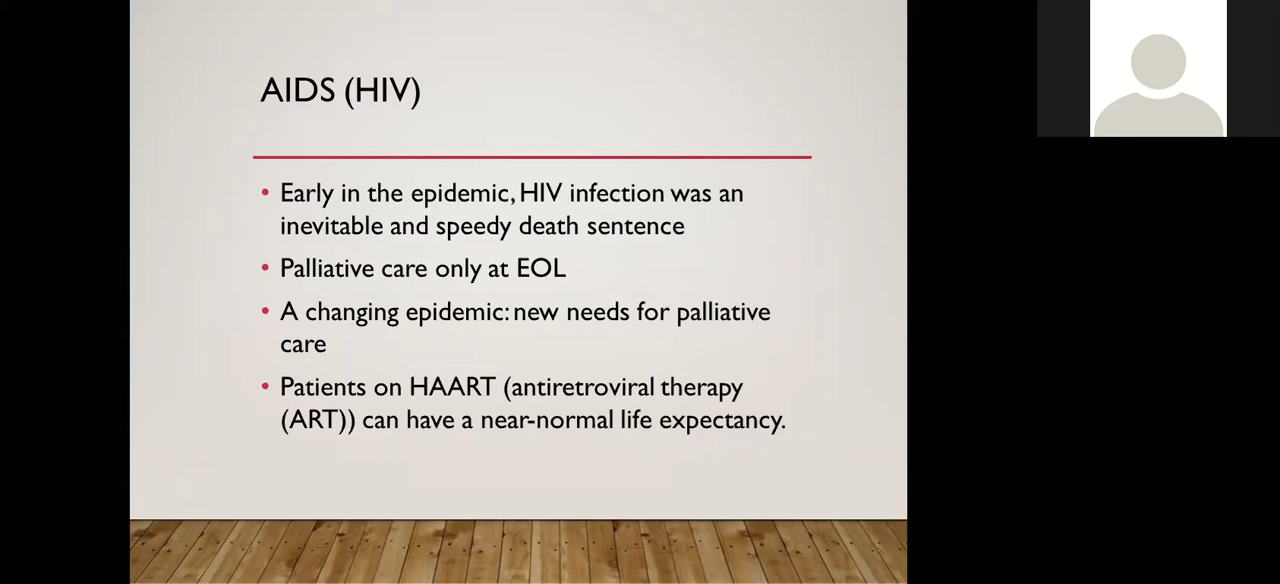 AIDS (HIV)
• Early in the epidemic, HIV infection was an
inevitable and speedy death sentence
• Palliative care only at EOL
• A changing epidemic: new needs for palliative
care
• Patients on HAART (antiretroviral therapy
(ART)) can have a near-normal life expectancy.